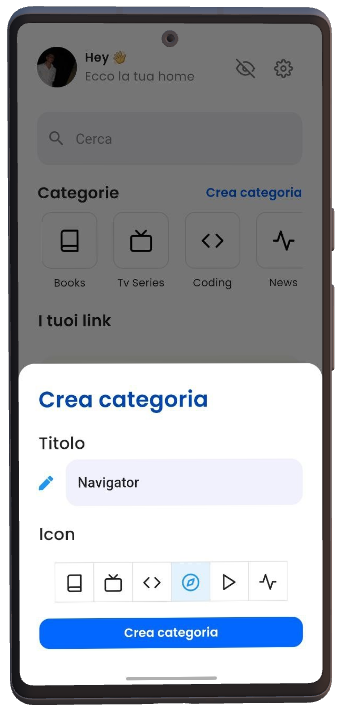 Hey 👋
Ecco la tua home
Cerca
Categorie Crea categoria
Books Tv Series Coding News
I tuoi link
Crea categoria
Titolo
Navigator
Icon
Crea categoria